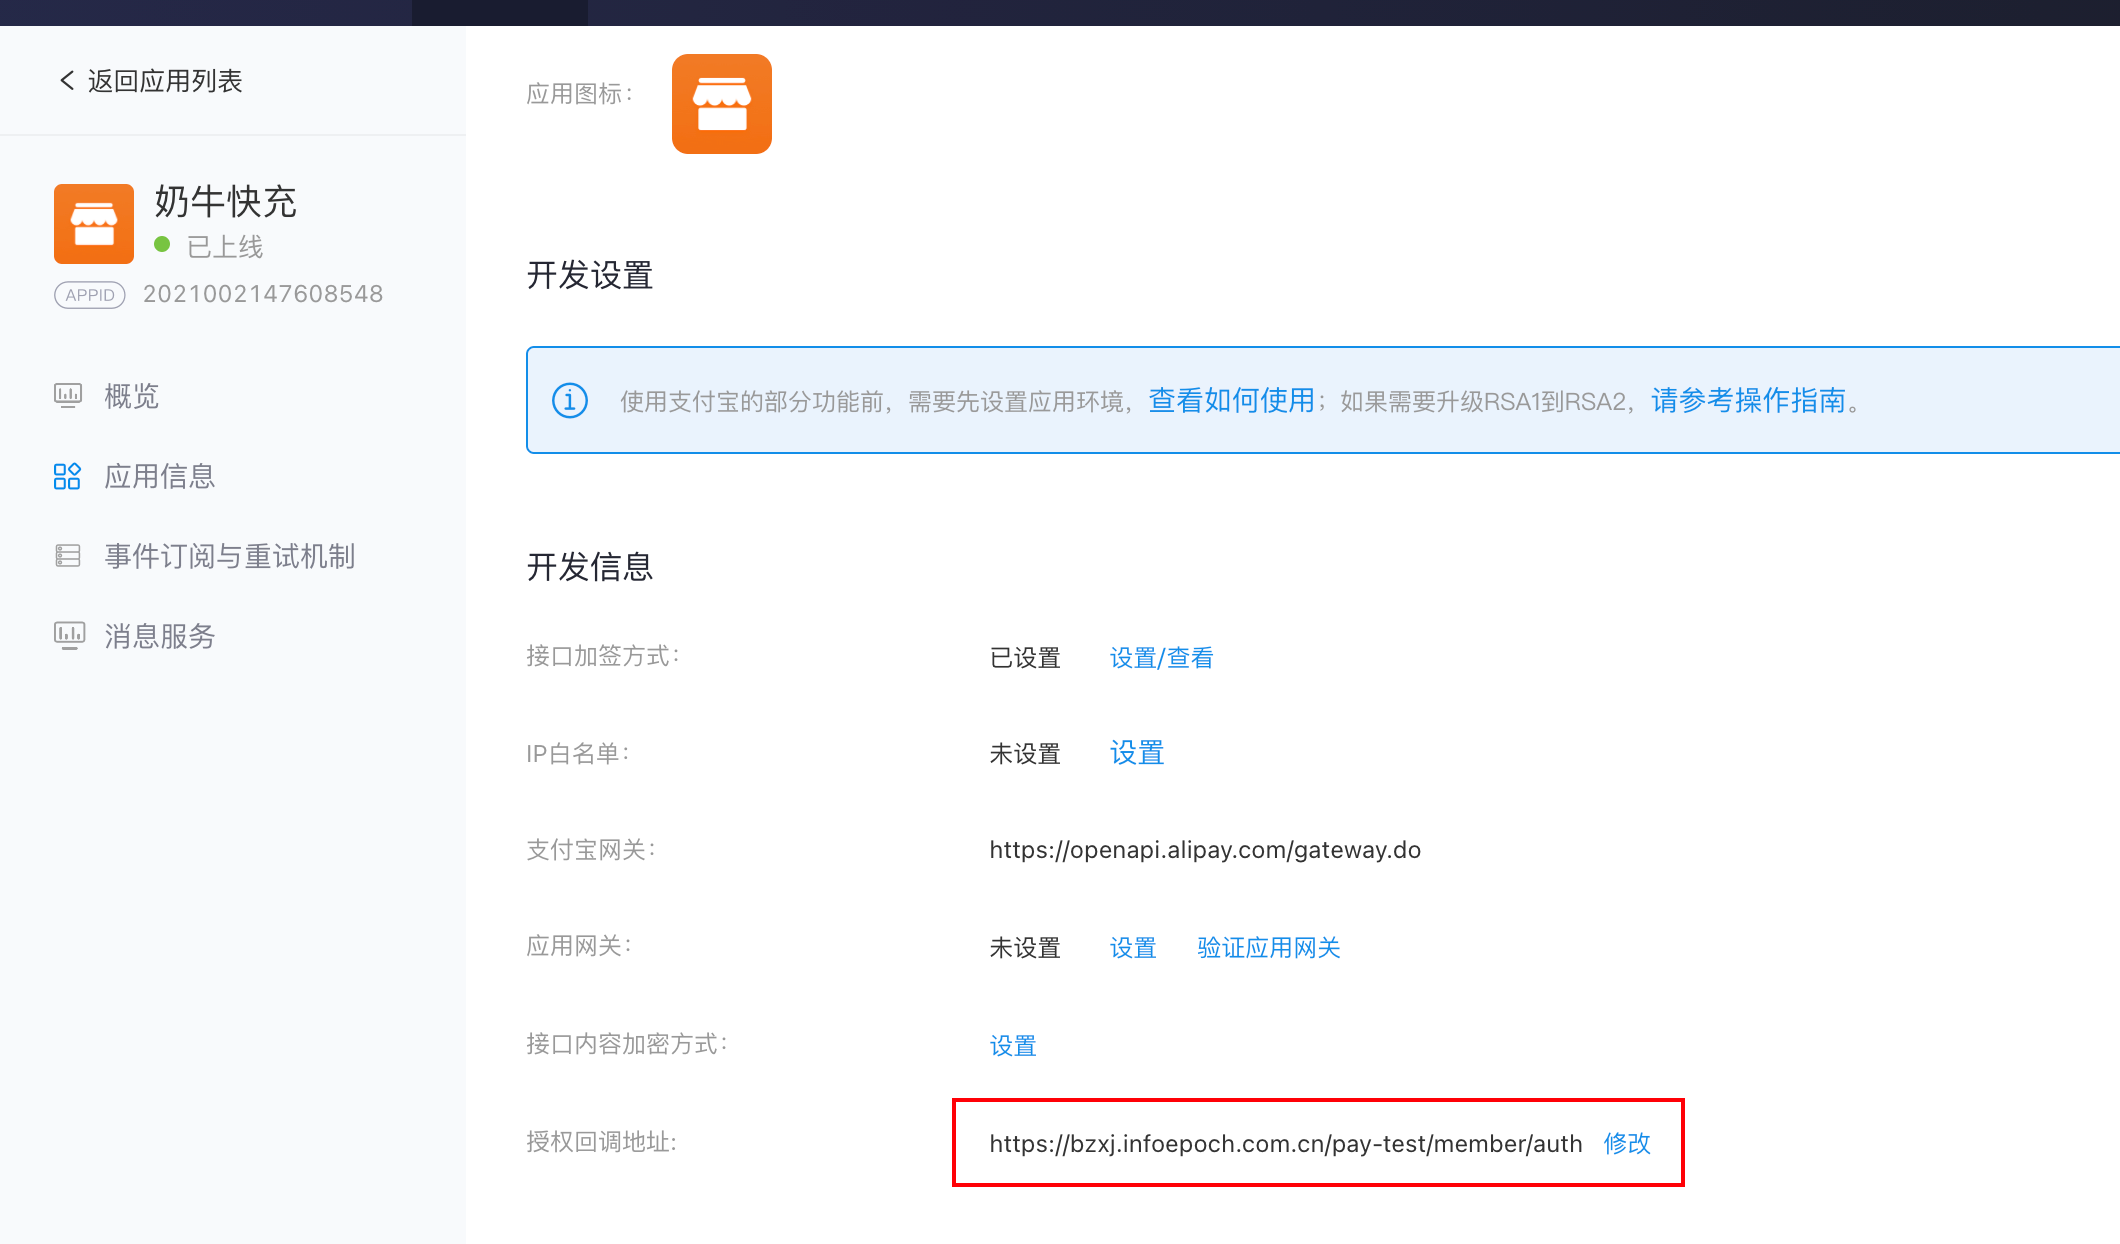 返回应用列表
奶牛快充
已上线
APPID 2021002147608548
概览
应用信息
事件订阅与重试机制
消息服务
应用图标：
开发设置
使用支付宝的部分功能前，需要先设置应用环境，查看如何使用；如果需要升级RSA1到RSA2，请参考操作指南。
开发信息
接口加签方式： 已设置 设置/查看
IP白名单： 未设置 设置
支付宝网关： https://openapi.alipay.com/gateway.do
应用网关： 未设置 设置 验证应用网关
接口内容加密方式： 设置
授权回调地址： https://bzxj.infoepoch.com.cn/pay-test/member/auth 修改